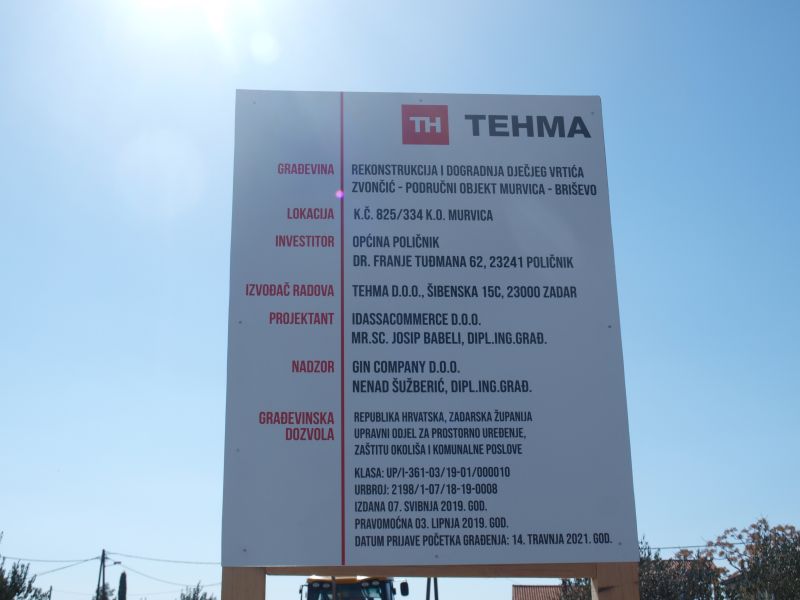 TH TEHMA
GRAĐEVINA REKONSTRUKCIJA I DOGRADNJA DJEČJEG VRTIĆA
ZVONČIĆ - PODRUČNI OBJEKT MURVICA - BRIŠEVO
LOKACIJA K.Č. 825/334 K.O. MURVICA
INVESTITOR OPĆINA POLIČNIK
DR. FRANJE TUĐMANA 62, 23241 POLIČNIK
IZVOĐAČ RADOVA TEHMA D.O.O., ŠIBENSKA 15C, 23000 ZADAR
PROJEKTANT IDASSACOMMERCE D.O.O.
MR.SC. JOSIP BABELI, DIPL.ING.GRAĐ.
NADZOR GIN COMPANY D.O.O.
NENAD ŠUŽBERIĆ, DIPL.ING.GRAĐ.
GRAĐEVINSKA DOZVOLA REPUBLIKA HRVATSKA, ZADARSKA ŽUPANIJA
UPRAVNI ODJEL ZA PROSTORNO UREĐENJE,
ZAŠTITU OKOLIŠA I KOMUNALNE POSLOVE
KLASA: UP/I-361-03/19-01/000010
URBROJ: 2198/1-07/18-19-0008
IZDANA 07. SVIBNJA 2019. GOD.
PRAVOMOĆNA 03. LIPNJA 2019. GOD.
DATUM PRIJAVE POČETKA GRAĐENJA: 14. TRAVNJA 2021. GOD.